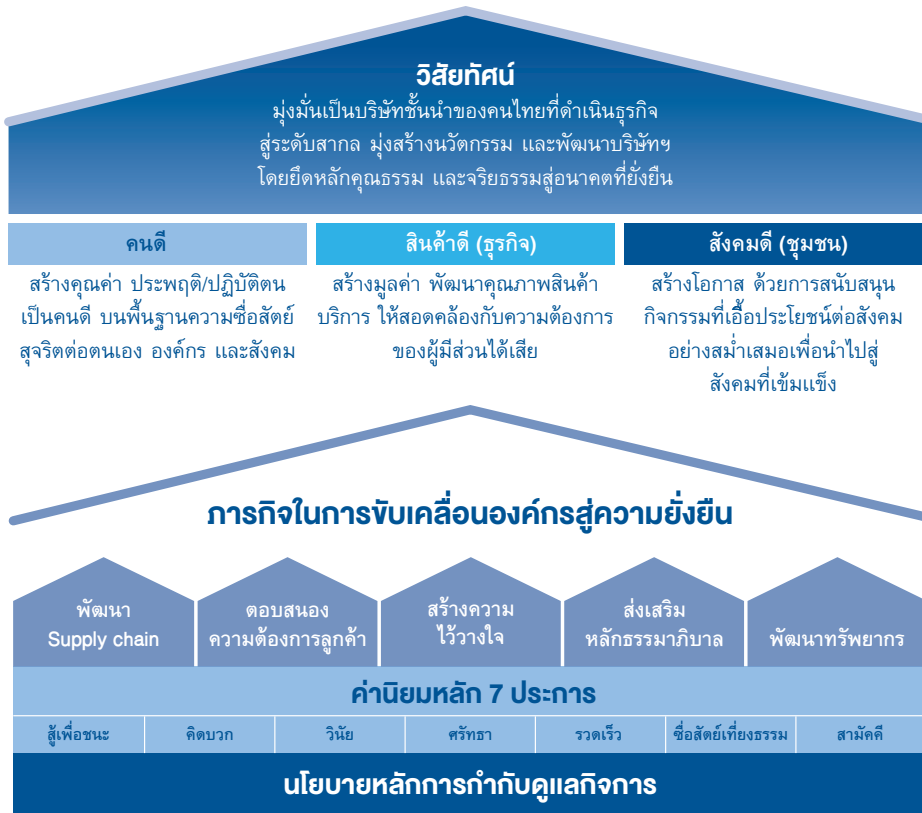 วิสัยทัศน์
มุ่งมั่นเป็นบริษัทชั้นนำของคนไทยที่ดำเนินธุรกิจ
สู่ระดับสากล มุ่งสร้างนวัตกรรม และพัฒนาบริษัทฯ
โดยยึดหลักคุณธรรม และจริยธรรมสู่อนาคตที่ยั่งยืน
คนดี
สร้างคุณค่า ประพฤติ/ปฏิบัติตน
เป็นคนดี บนพื้นฐานความซื่อสัตย์
สุจริตต่อตนเอง องค์กร และสังคม
สินค้าดี (ธุรกิจ)
สร้างมูลค่า พัฒนาคุณภาพสินค้า
บริการ ให้สอดคล้องกับความต้องการ
ของผู้มีส่วนได้เสีย
สังคมดี (ชุมชน)
สร้างโอกาส ด้วยการสนับสนุน
กิจกรรมที่เอื้อประโยชน์ต่อสังคม
อย่างสม่ำเสมอเพื่อนำไปสู่
สังคมที่เข้มแข็ง
ภารกิจในการขับเคลื่อนองค์กรสู่ความยั่งยืน
พัฒนา
Supply chain
ตอบสนอง
ความต้องการลูกค้า
สร้างความ
ไว้วางใจ
ส่งเสริม
หลักธรรมาภิบาล
พัฒนาทรัพยากร
ค่านิยมหลัก 7 ประการ
สู้เพื่อชนะ
คิดบวก
วินัย
ศรัทธา
รวดเร็ว
ซื่อสัตย์เที่ยงธรรม
สามัคคี
นโยบายหลักการกำกับดูแลกิจการ